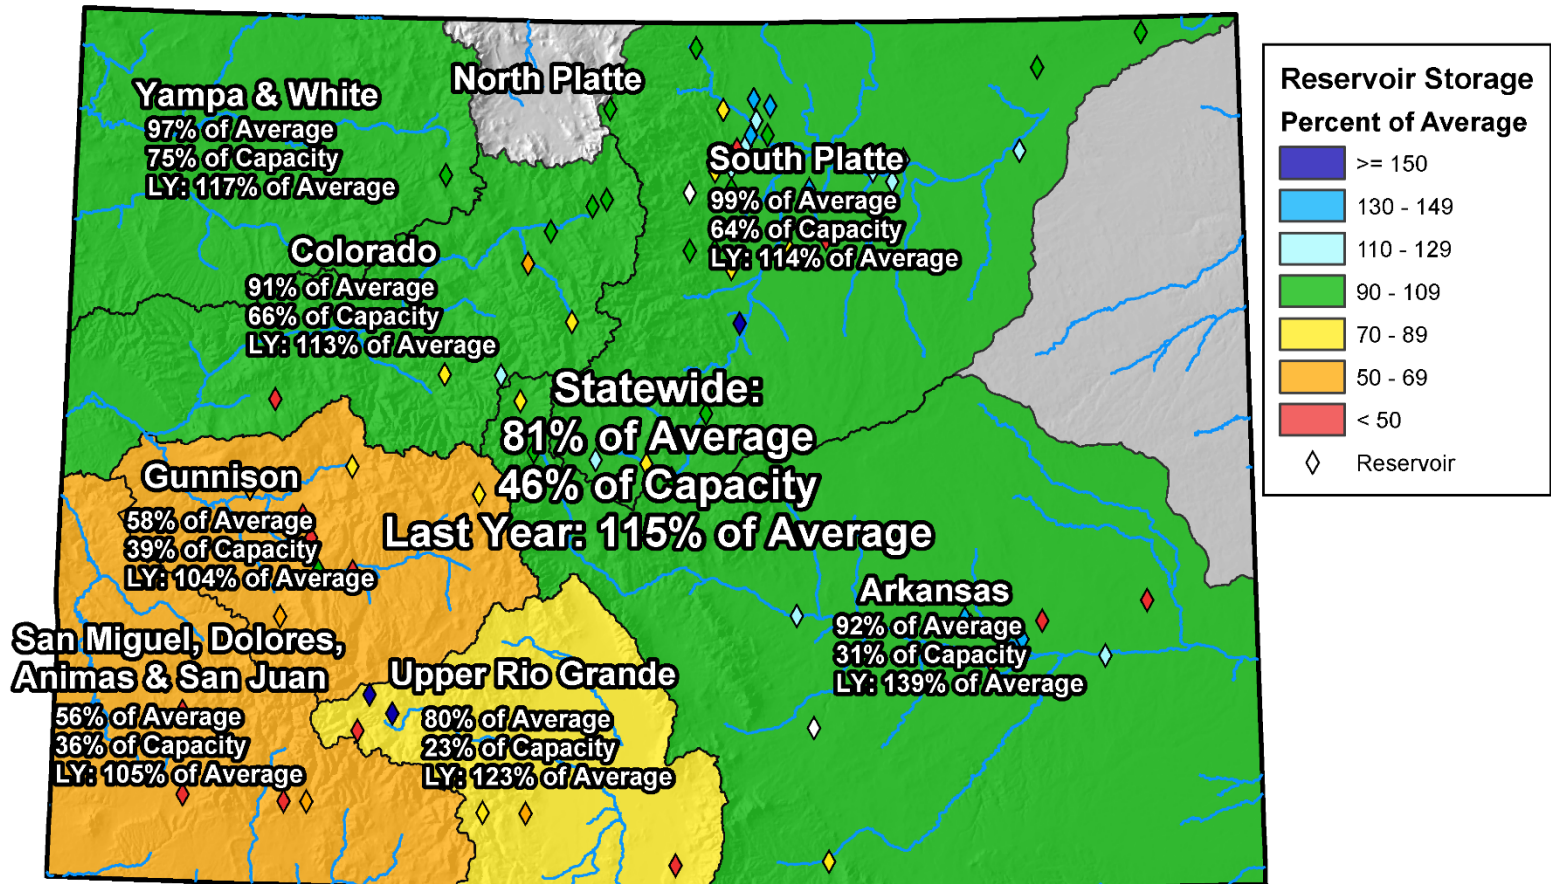 North Platte
Yampa & White
97% of Average
75% of Capacity
LY: 117% of Average
South Platte
99% of Average
64% of Capacity
LY: 114% of Average
Colorado
91% of Average
66% of Capacity
LY: 113% of Average
Statewide:
81% of Average
46% of Capacity
Last Year: 115% of Average
Gunnison
58% of Average
39% of Capacity
LY: 104% of Average
Arkansas
92% of Average
31% of Capacity
LY: 139% of Average
San Miguel, Dolores,
Animas & San Juan
56% of Average
36% of Capacity
LY: 105% of Average
Upper Rio Grande
80% of Average
23% of Capacity
LY: 123% of Average
Reservoir Storage
Percent of Average
>= 150
130 - 149
110 - 129
90 - 109
70 - 89
50 - 69
< 50
Reservoir